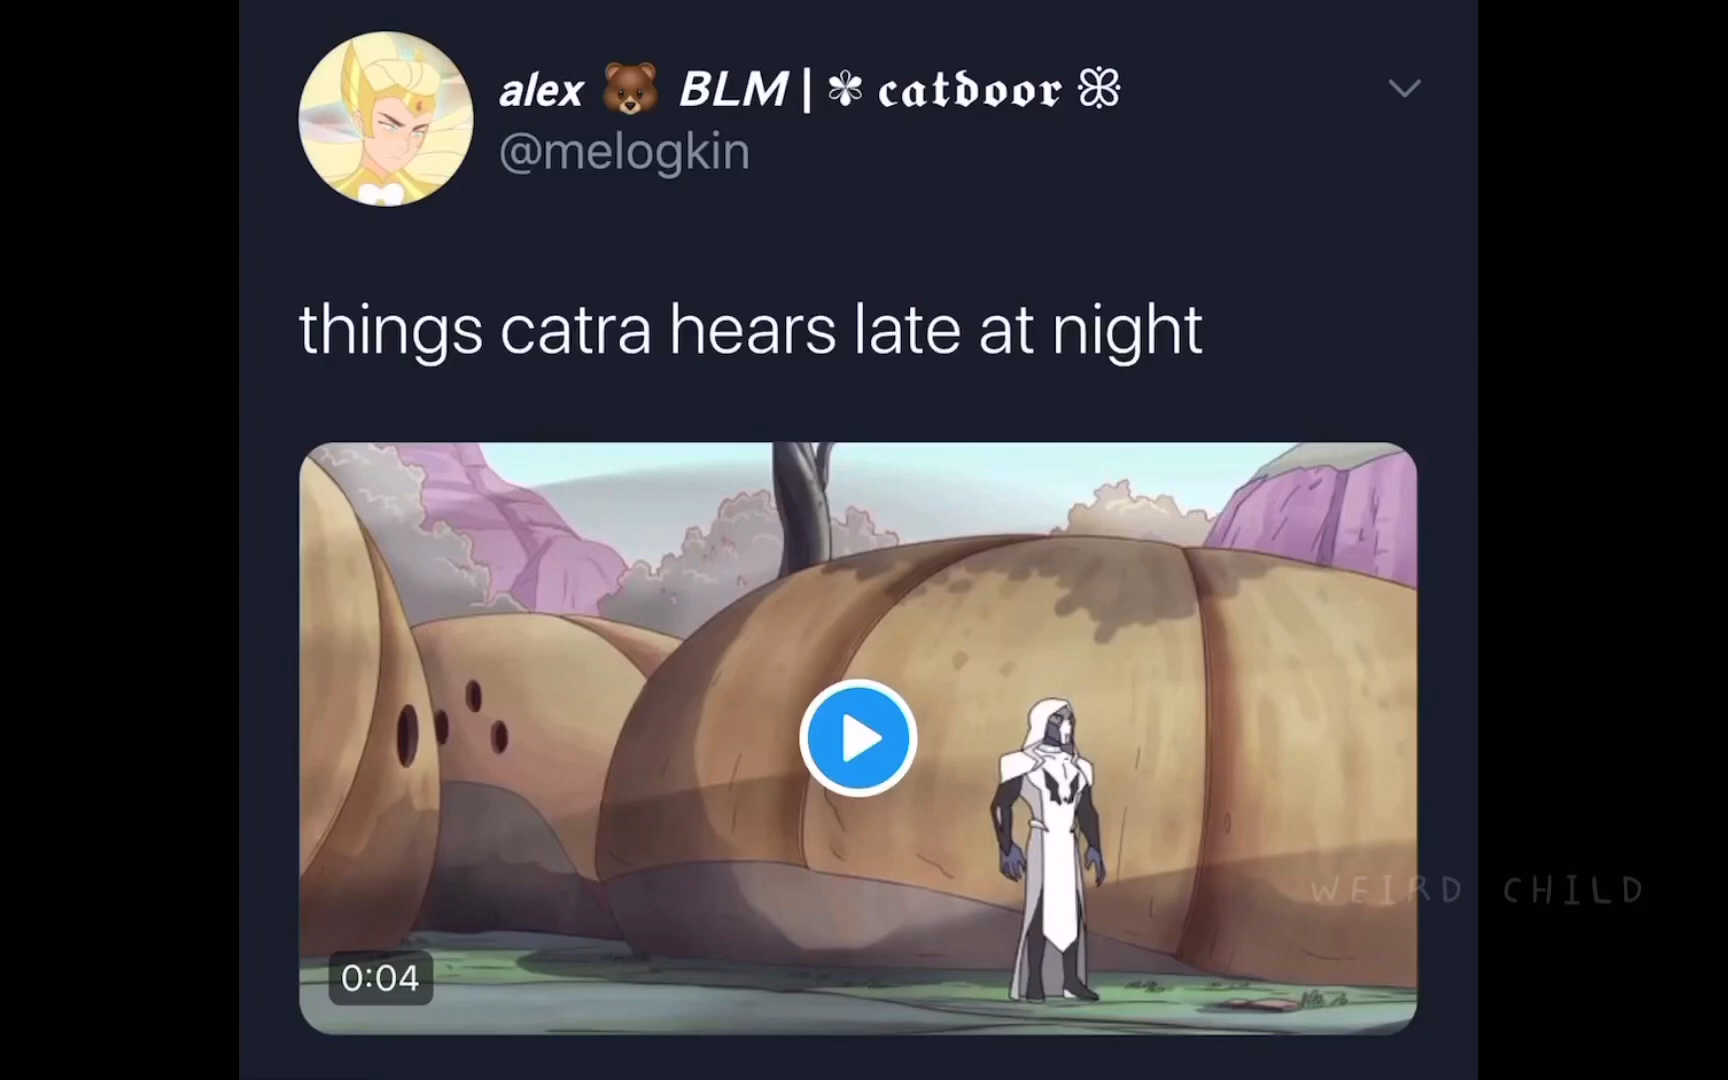 alex 🐻 BLM | ✽ 𝖈𝖆𝖙𝖉𝖔𝖔𝖗 ꕥ
@melogkin
things catra hears late at night
WEIRD CHILD
0:04